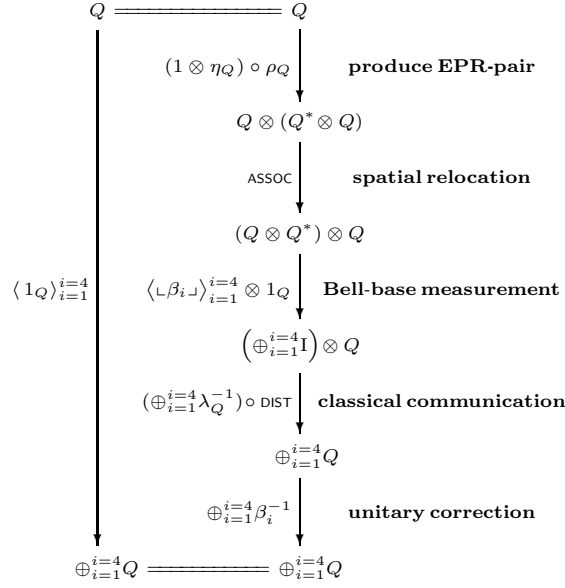 Q ═══ Q
(1 ⊗ η_Q) ∘ ρ_Q produce EPR-pair
Q ⊗ (Q* ⊗ Q)
ASSOC spatial relocation
(Q ⊗ Q*) ⊗ Q
⟨ 1_Q⟩_{i=1}^{i=4} ⟨⌞β_i⌟⟩_{i=1}^{i=4} ⊗ 1_Q Bell-base measurement
(⊕_{i=1}^{i=4} I) ⊗ Q
(⊕_{i=1}^{i=4} λ_Q^{-1}) ∘ DIST classical communication
⊕_{i=1}^{i=4} Q
⊕_{i=1}^{i=4} β_i^{-1} unitary correction
⊕_{i=1}^{i=4} Q ═══ ⊕_{i=1}^{i=4} Q